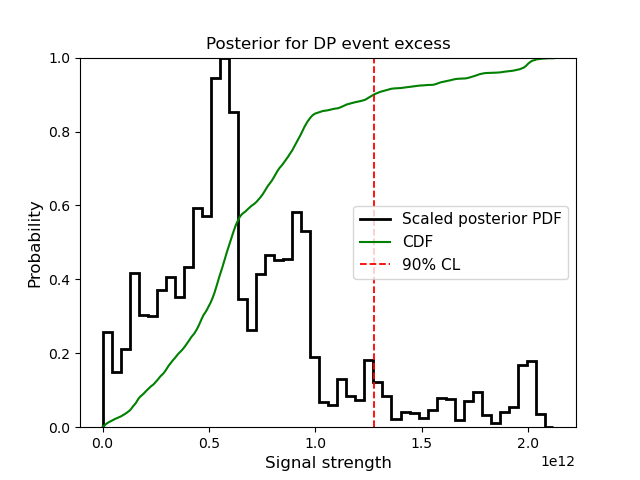 Posterior for DP event excess
Probability
1.0
0.8
0.6
0.4
0.2
0.0
Scaled posterior PDF
CDF
90% CL
0.0 0.5 1.0 1.5 2.0
1e12
Signal strength